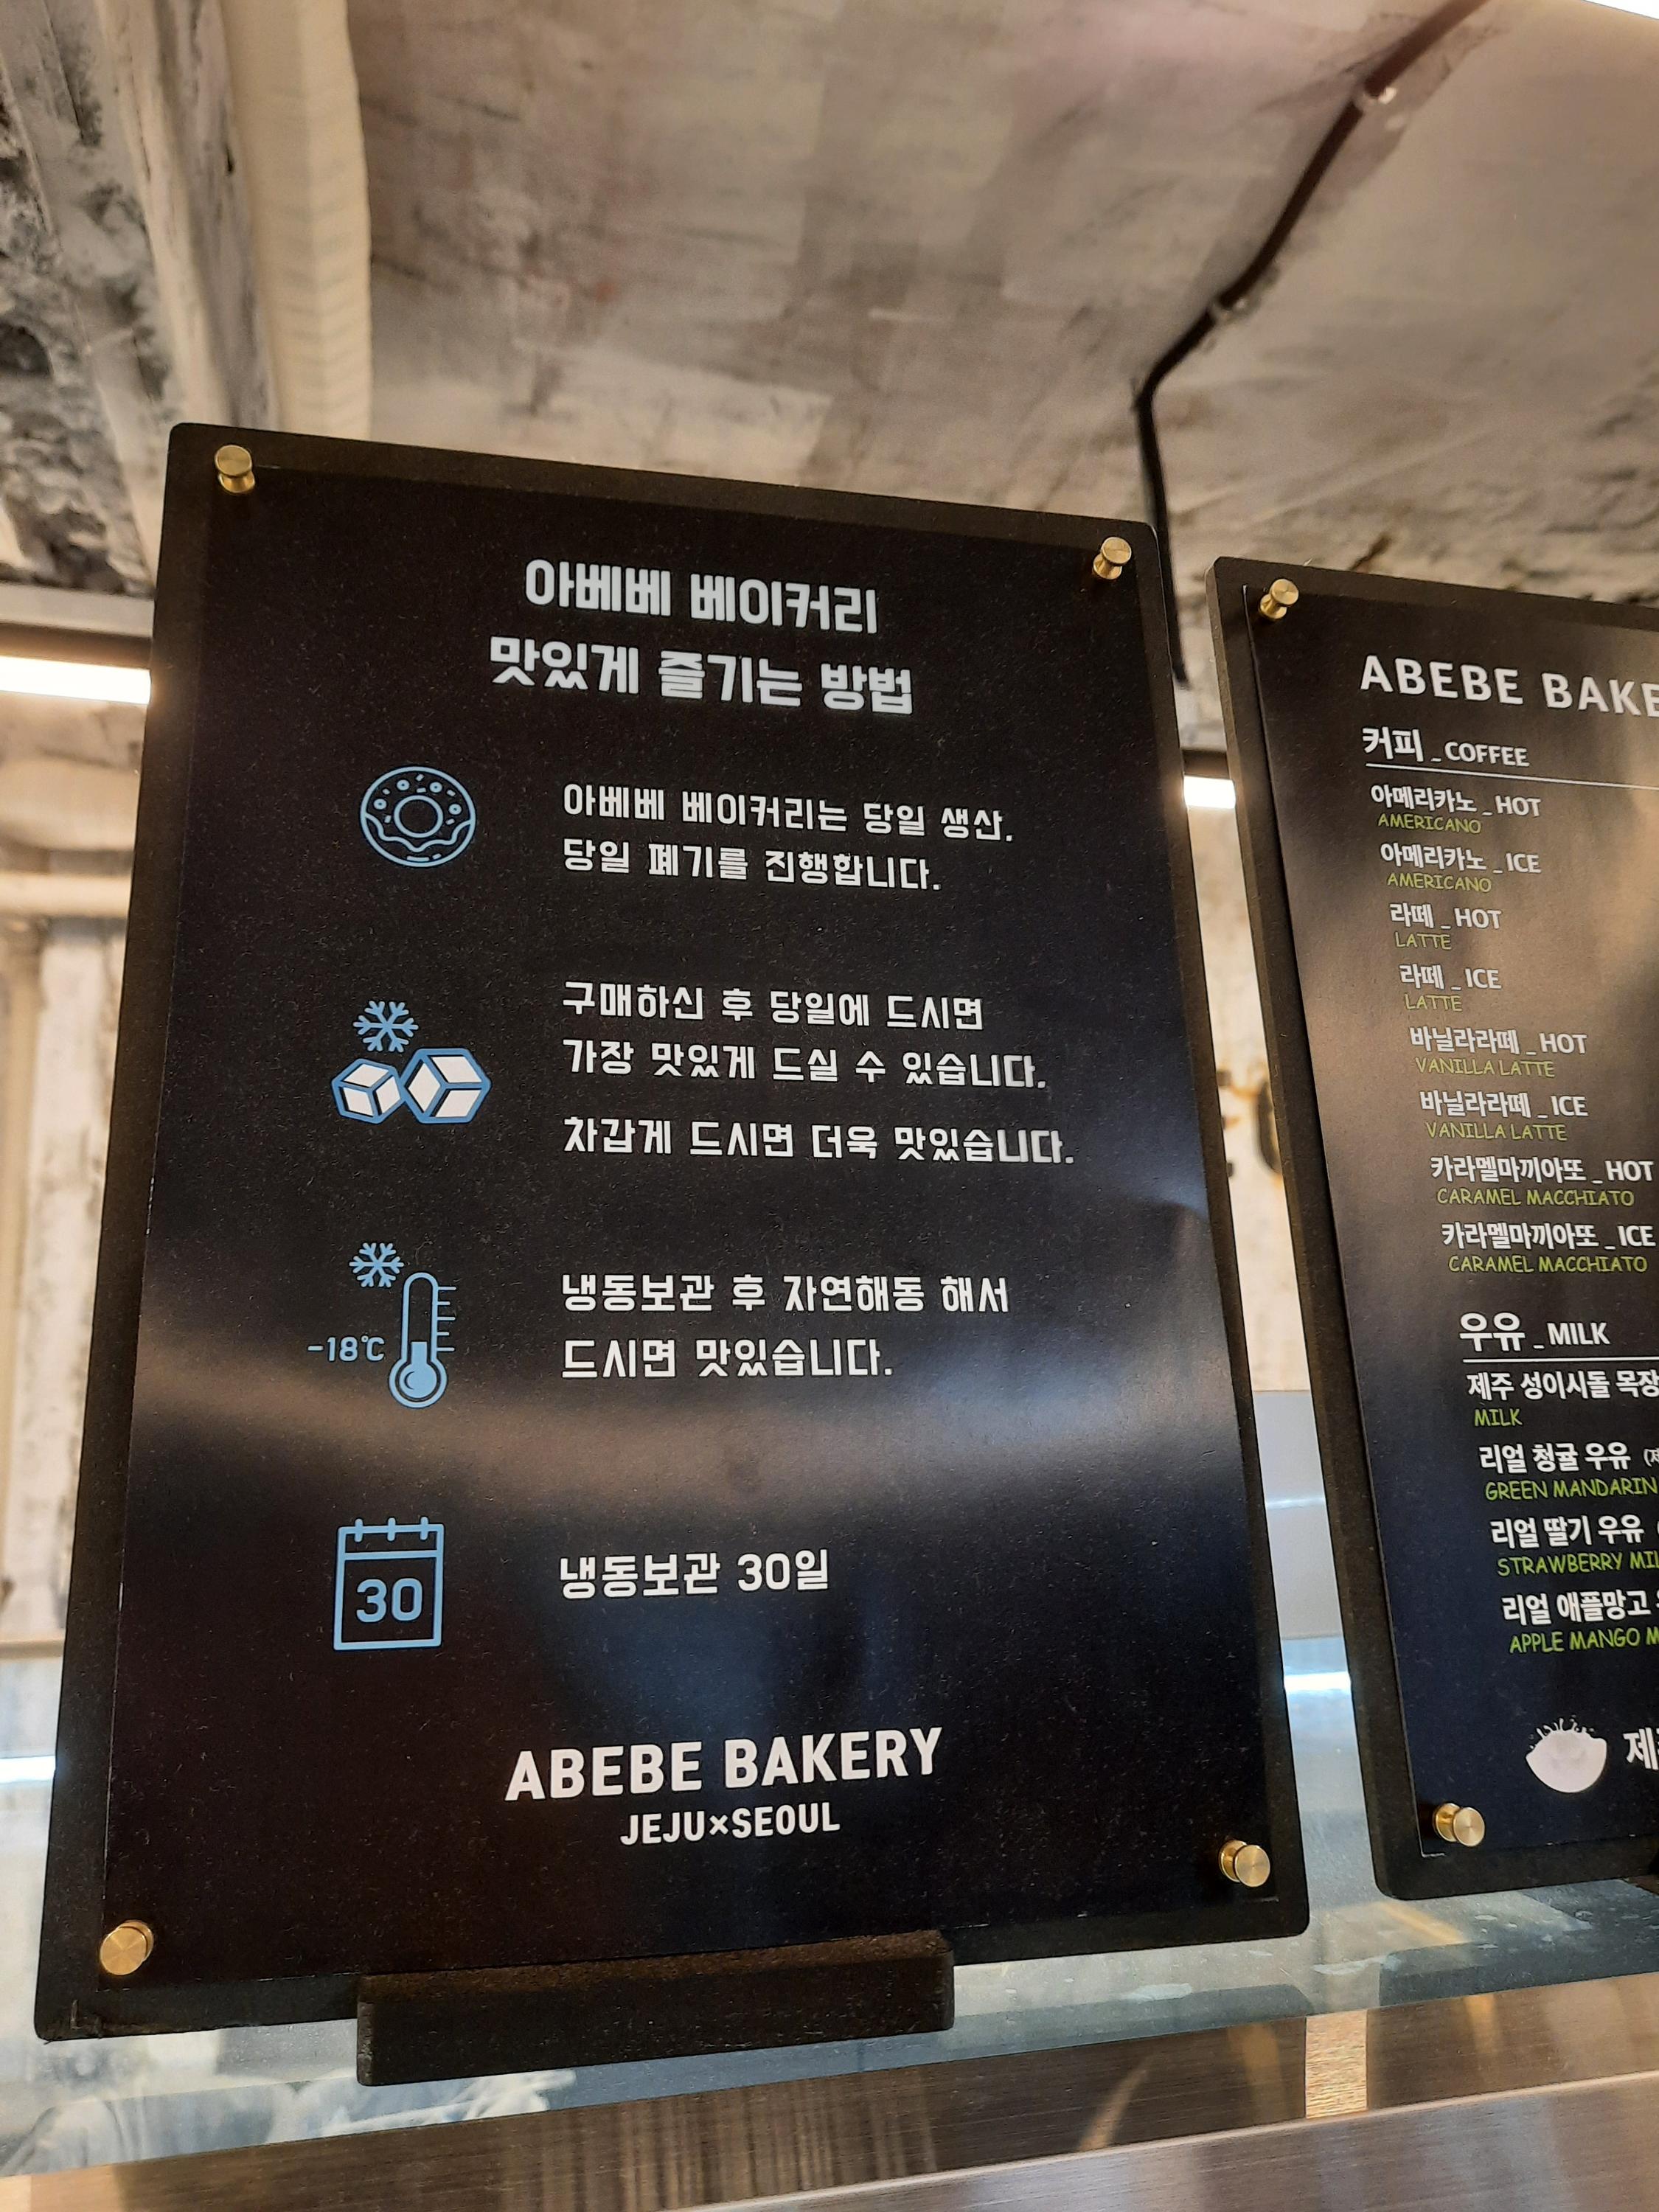 아베베 베이커리
맛있게 즐기는 방법
아베베 베이커리는 당일 생산,
당일 폐기를 진행합니다.
구매하신 후 당일에 드시면
가장 맛있게 드실 수 있습니다.
차갑게 드시면 더욱 맛있습니다.
-18℃
냉동보관 후 자연해동 해서
드시면 맛있습니다.
30
냉동보관 30일
ABEBE BAKERY
JEJU×SEOUL
ABEBE
커피 _ COFFEE
아메리카노 _ HOT
AMERICANO
아메리카노 _ ICE
AMERICANO
라떼 _ HOT
LATTE
라떼 _ ICE
LATTE
바닐라라떼 _ HOT
VANILLA LATTE
바닐라라떼 _ ICE
VANILLA LATTE
카라멜마끼아또 _ HOT
CARAMEL MACCHIATO
카라멜마끼아또 _ ICE
CARAMEL MACCHIATO
우유 _ MILK
제주 성이시돌 목장
MILK
리얼 청귤 우유
GREEN MANDARIN
리얼 딸기 우유
STRAWBERRY
리얼 애플망고
APPLE MANGO